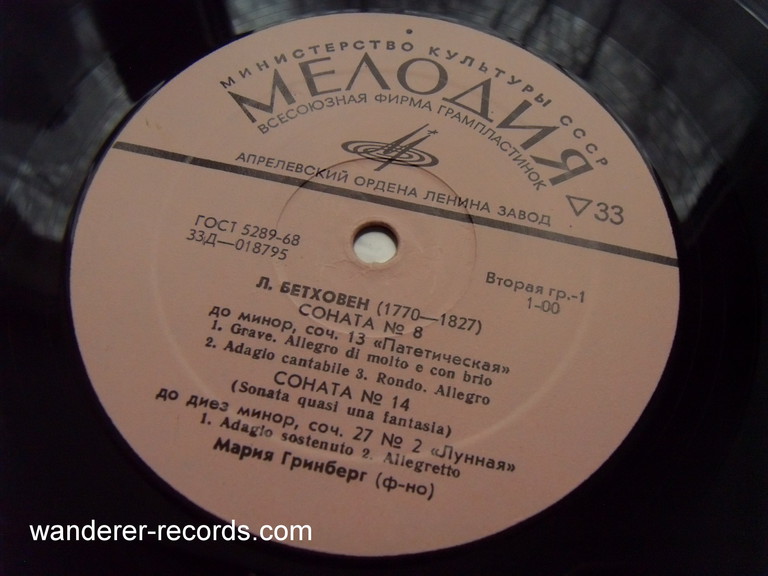 МИНИСТЕРСТВО КУЛЬТУРЫ СССР
МЕЛОДИЯ
ВСЕСОЮЗНАЯ ФИРМА ГРАМПЛАСТИНОК
АПРЕЛЕВСКИЙ ОРДЕНА ЛЕНИНА ЗАВОД
33
ГОСТ 5289-68
33Д—018795
Вторая гр.-1
1-00
Л. БЕТХОВЕН (1770—1827)
СОНАТА № 8
до минор, соч. 13 «Патетическая»
1. Grave. Allegro di molto e con brio
2. Adagio cantabile 3. Rondo. Allegro
СОНАТА № 14
(Sonata quasi una fantasia)
до диез минор, соч. 27 № 2 «Лунная»
1. Adagio sostenuto 2. Allegretto
Мария Гринберг (ф-но)
wanderer-records.com